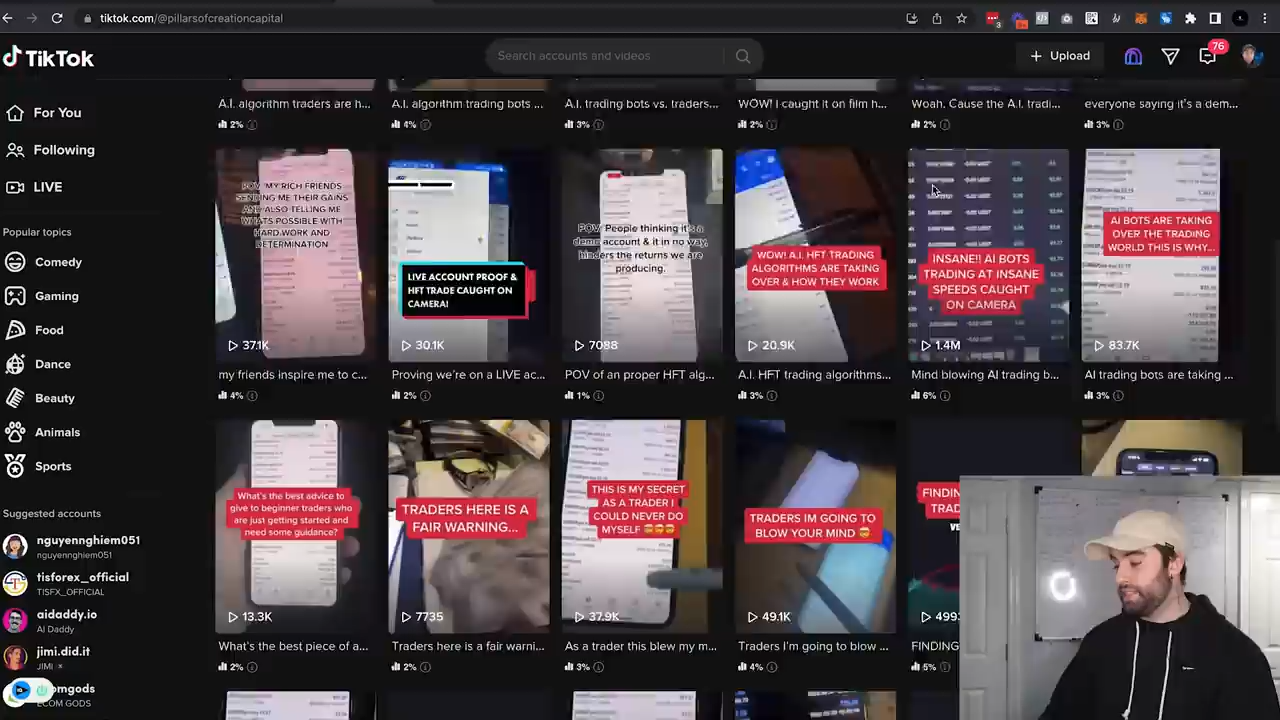 tiktok.com/@pillarsofcreationcapital
3
TikTok
Search accounts and videos
Upload
76
For You
Following
LIVE
Popular topics
Comedy
Gaming
Food
Dance
Beauty
Animals
Sports
Suggested accounts
nguyennghiem051
nguyennghiem051
tisforex_official
TISFX_OFFICIAL
aidaddy.io
AI Daddy
jimi.did.it
JIMI
omgods
ECOM GODS
A.I. algorithm traders are h...
A.I. algorithm trading bots ...
A.I. trading bots vs. traders...
WOW! I caught it on film h...
Woah. Cause the A.I. tradi...
everyone saying it's a dem...
2%
4%
3%
2%
2%
3%
POV: MY RICH FRIENDS
SENDING ME THEIR GAINS
AND ALSO TELLING ME
WHATS POSSIBLE WITH
HARD WORK AND
DETERMINATION
37.1K
LIVE ACCOUNT PROOF &
HFT TRADE CAUGHT ON
CAMERA!
30.1K
POV: People thinking it's a
demo account & it in no way,
hinders the returns we are
producing.
7088
WOW! A.I. HFT TRADING
ALGORITHMS ARE TAKING
OVER & HOW THEY WORK
20.9K
INSANE!! AI BOTS
TRADING AT INSANE
SPEEDS CAUGHT
ON CAMERA
1.4M
AI BOTS ARE TAKING
OVER THE TRADING
WORLD THIS IS WHY...
83.7K
my friends inspire me to c...
Proving we're on a LIVE ac...
POV of an proper HFT alg...
A.I. HFT trading algorithms...
Mind blowing AI trading b...
AI trading bots are taking ...
4%
2%
1%
3%
6%
3%
What's the best advice to
give to beginner traders who
are just getting started and
need some guidance?
13.3K
TRADERS HERE IS A
FAIR WARNING...
7735
THIS IS MY SECRET
AS A TRADER I
COULD NEVER DO
MYSELF 🤯🤯🤯
37.9K
TRADERS IM GOING TO
BLOW YOUR MIND 🤯
49.1K
FINDIN
TRAD
VE
499
What's the best piece of a...
Traders here is a fair warni...
As a trader this blew my m...
Traders I'm going to blow ...
FINDING
2%
2%
3%
4%
5%